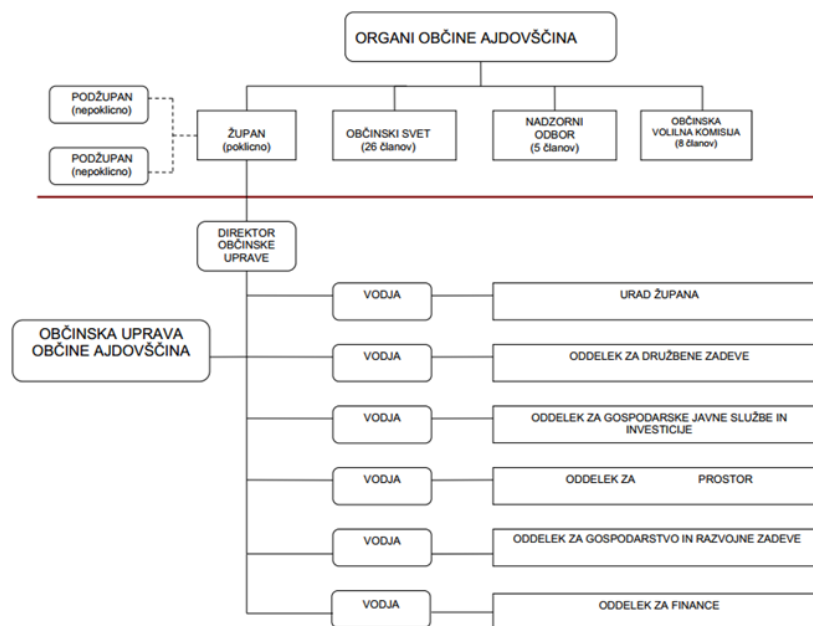 ORGANI OBČINE AJDOVŠČINA
PODŽUPAN
(nepoklicno)
PODŽUPAN
(nepoklicno)
ŽUPAN
(poklicno)
OBČINSKI SVET
(26 članov)
NADZORNI
ODBOR
(5 članov)
OBČINSKA
VOLILNA KOMISIJA
(8 članov)
DIREKTOR
OBČINSKE
UPRAVE
OBČINSKA UPRAVA
OBČINE AJDOVŠČINA
VODJA
URAD ŽUPANA
VODJA
ODDELEK ZA DRUŽBENE ZADEVE
VODJA
ODDELEK ZA GOSPODARSKE JAVNE SLUŽBE IN
INVESTICIJE
VODJA
ODDELEK ZA PROSTOR
VODJA
ODDELEK ZA GOSPODARSTVO IN RAZVOJNE ZADEVE
VODJA
ODDELEK ZA FINANCE